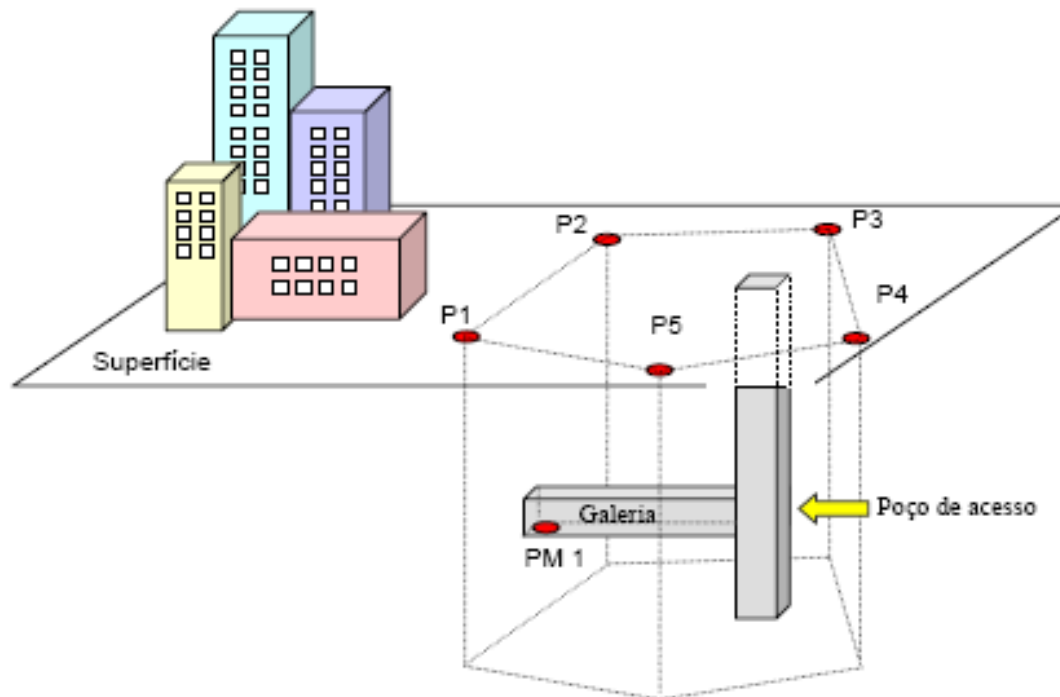 P2
P3
P1
P5
P4
Superfície
Galeria
Poço de acesso
PM 1